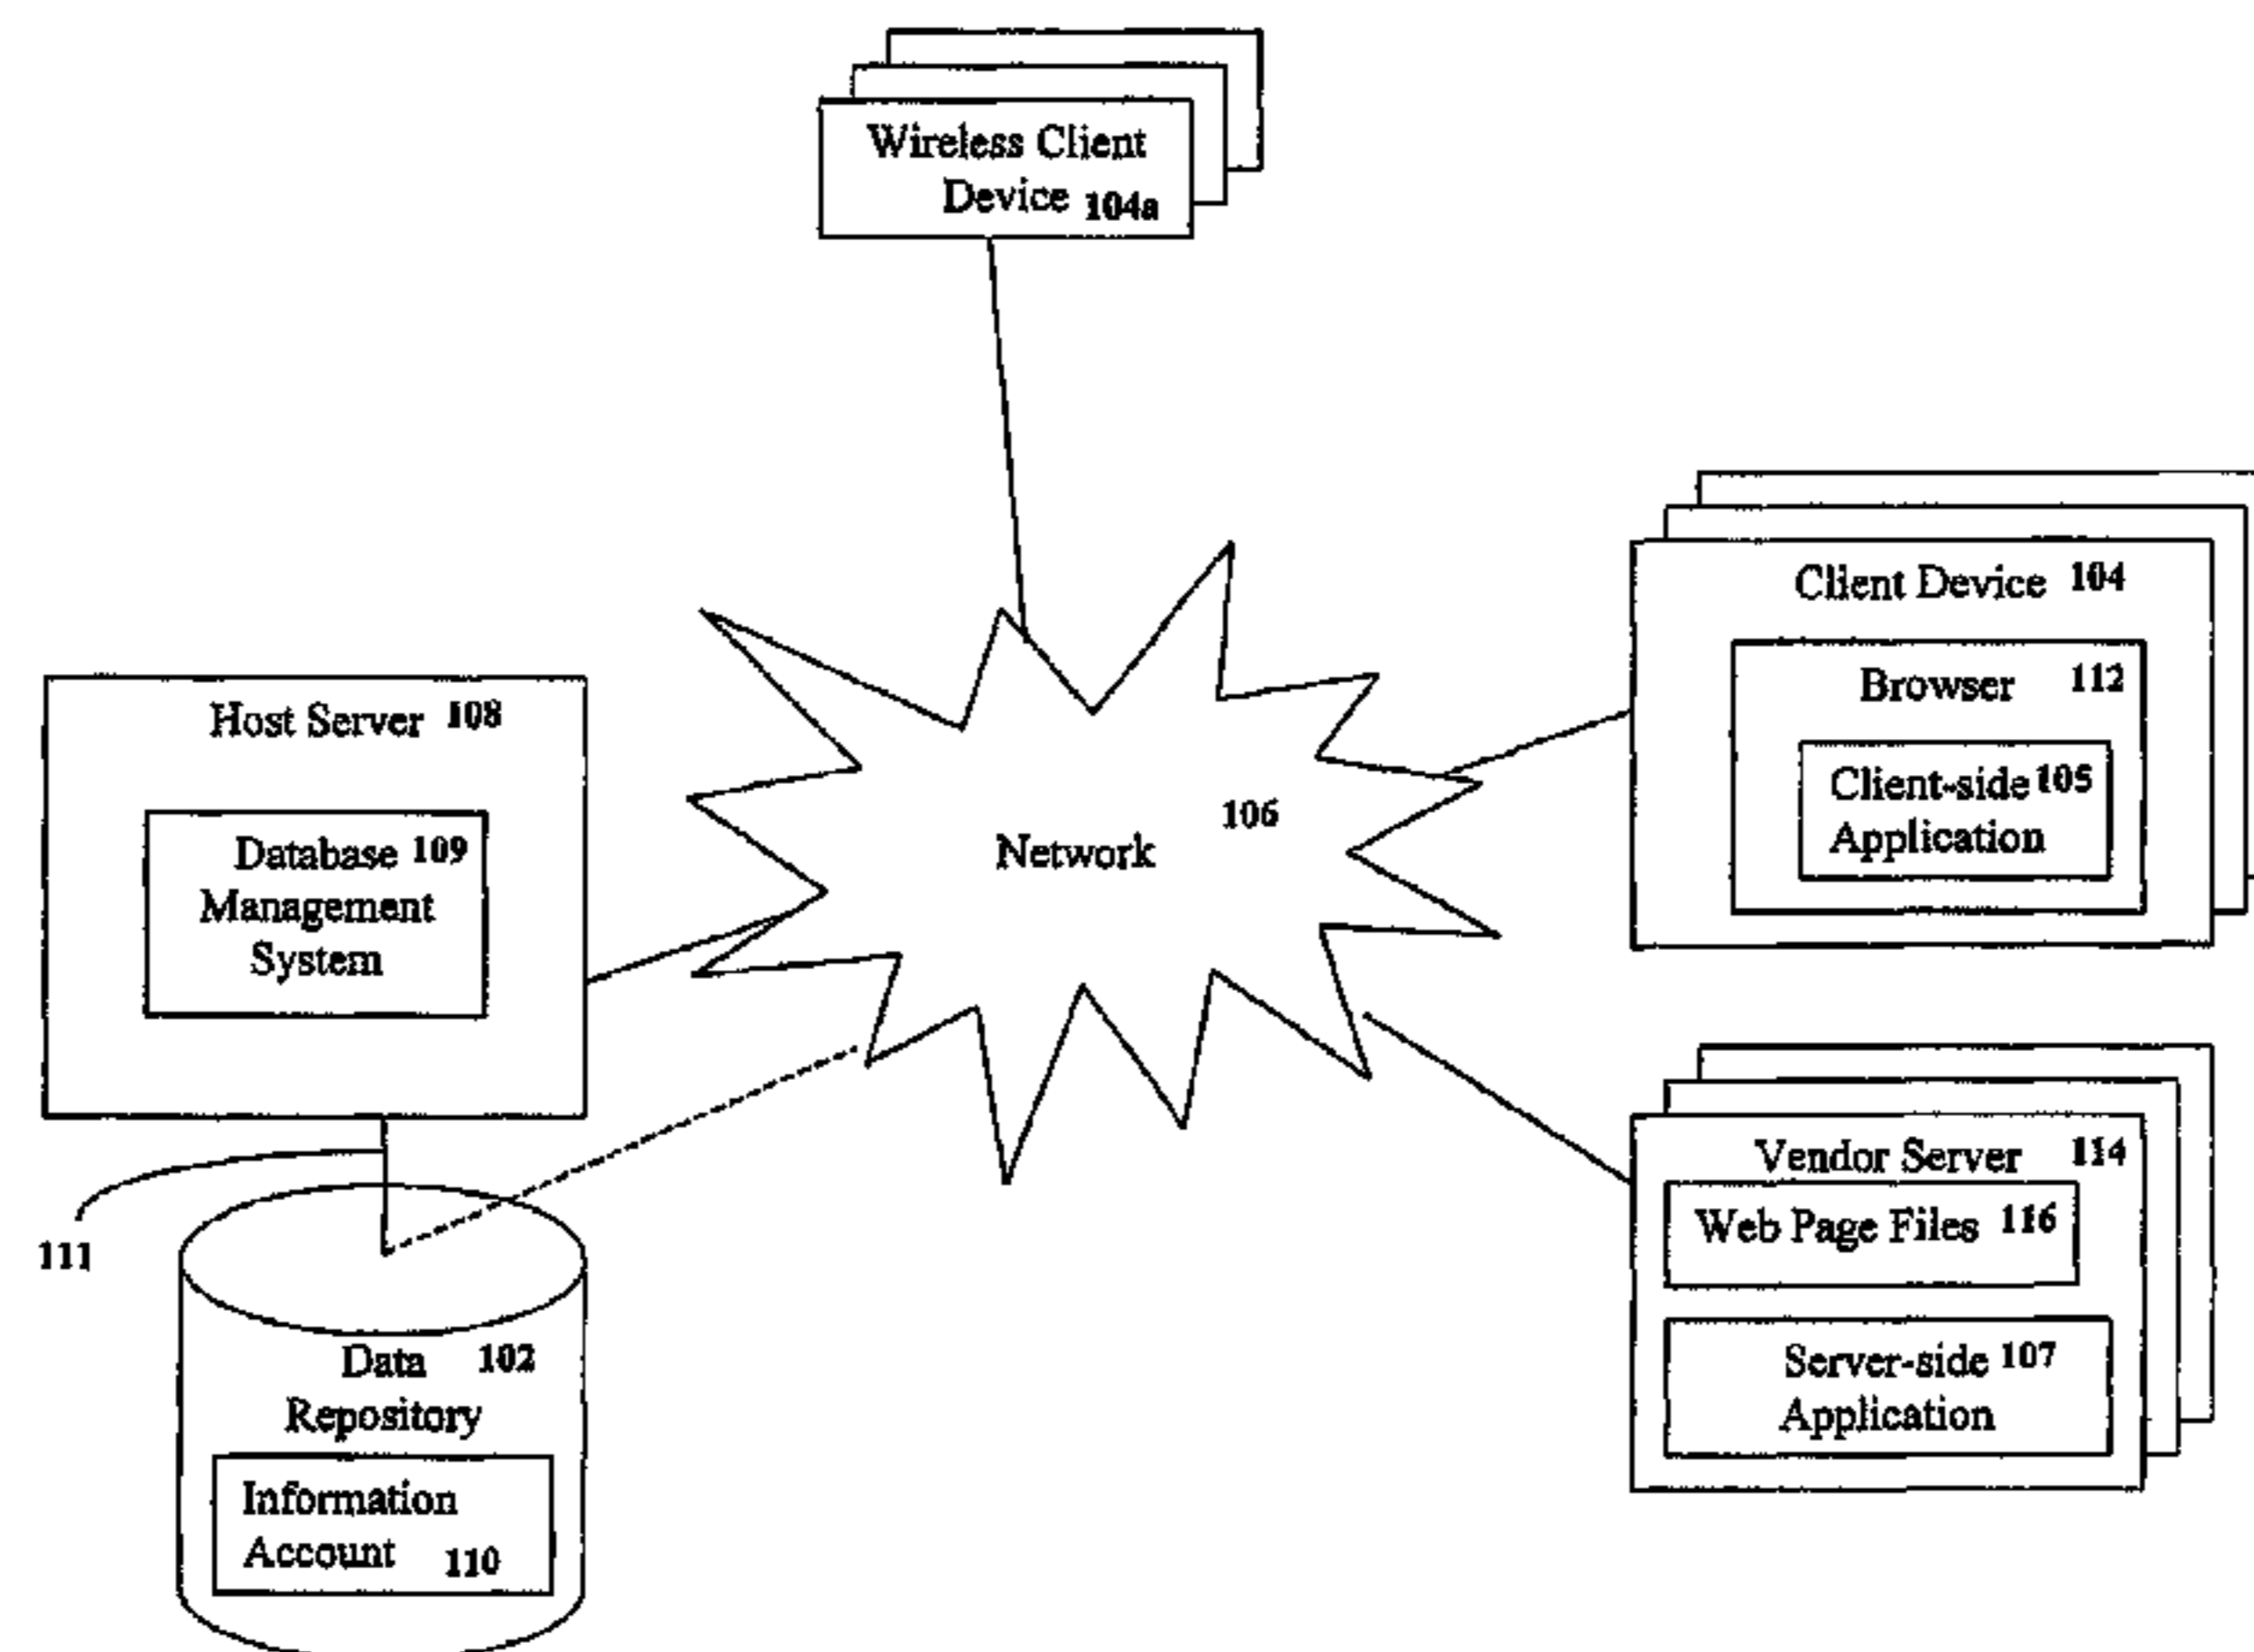 Wireless Client
Device 104a
Client Device 104
Browser 112
Client-side 105
Application
Host Server 108
Database 109
Management
System
Network 106
111
Data 102
Repository
Information
Account 110
Vendor Server 114
Web Page Files 116
Server-side 107
Application